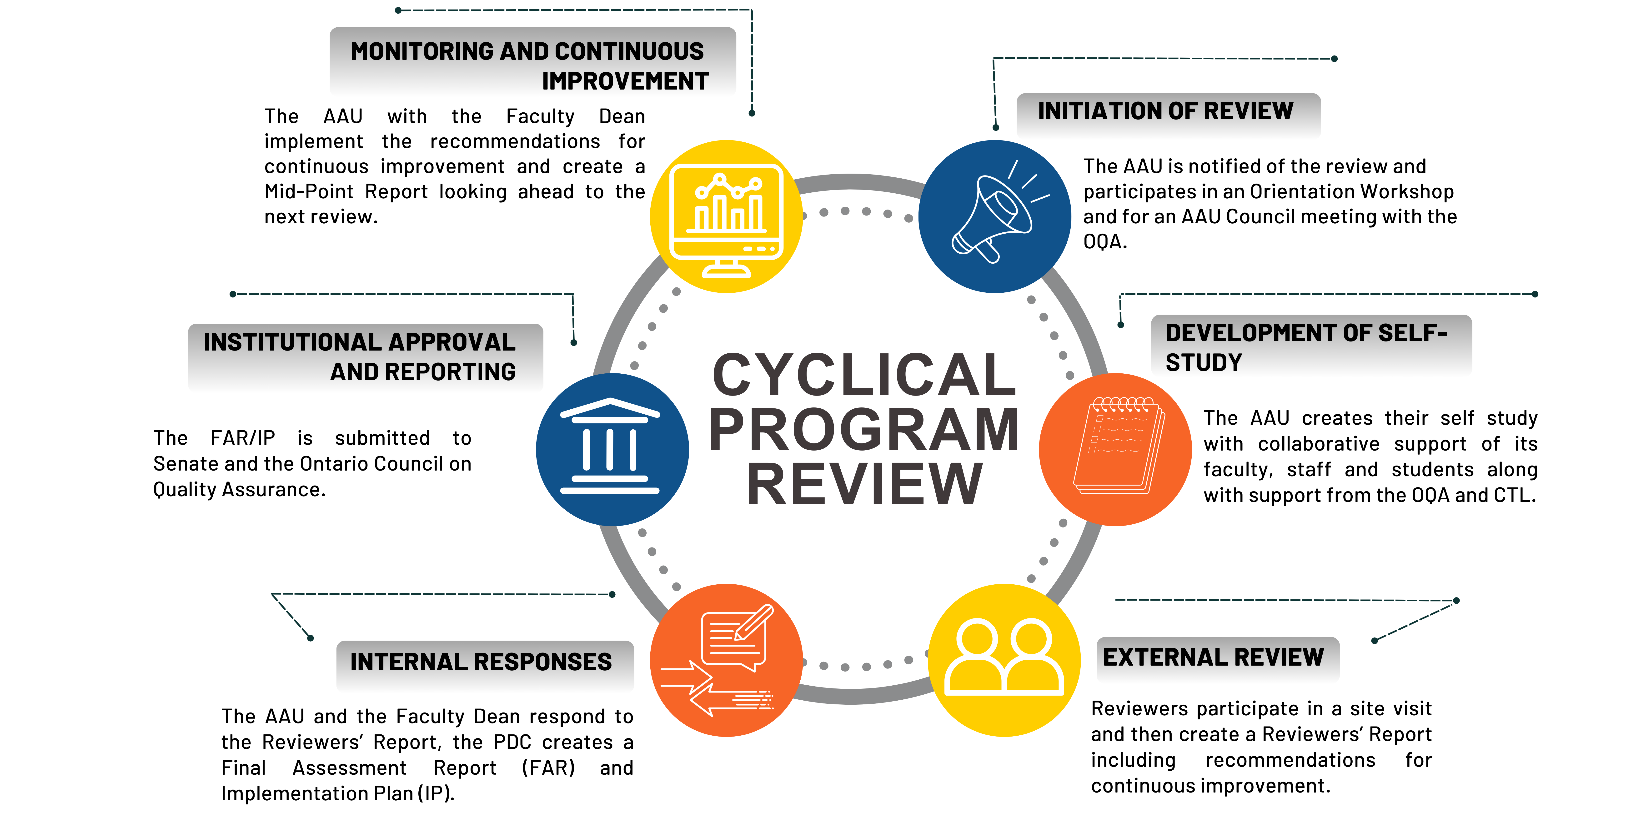 MONITORING AND CONTINUOUS
IMPROVEMENT
The AAU with the Faculty Dean
implement the recommendations for
continuous improvement and create a
Mid-Point Report looking ahead to the
next review.
INITIATION OF REVIEW
The AAU is notified of the review and
participates in an Orientation Workshop
and for an AAU Council meeting with the
OQA.
INSTITUTIONAL APPROVAL
AND REPORTING
The FAR/IP is submitted to
Senate and the Ontario Council on
Quality Assurance.
CYCLICAL
PROGRAM
REVIEW
DEVELOPMENT OF SELF-
STUDY
The AAU creates their self study
with collaborative support of its
faculty, staff and students along
with support from the OQA and CTL.
INTERNAL RESPONSES
The AAU and the Faculty Dean respond to
the Reviewers’ Report, the PDC creates a
Final Assessment Report (FAR) and
Implementation Plan (IP).
EXTERNAL REVIEW
Reviewers participate in a site visit
and then create a Reviewers’ Report
including recommendations for
continuous improvement.